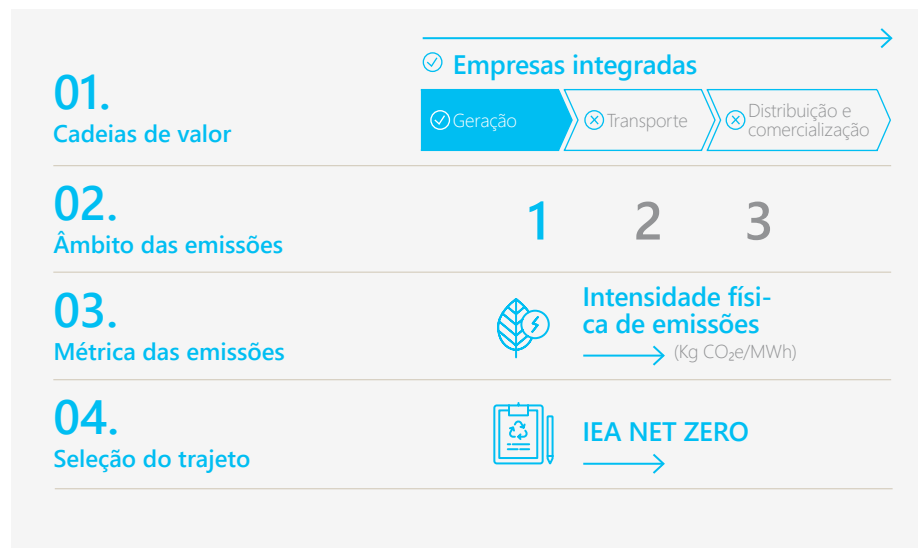 01.
Cadeias de valor
Empresas integradas
Geração
Transporte
Distribuição e
comercialização
02.
Âmbito das emissões
1 2 3
03.
Métrica das emissões
Intensidade físi-
ca de emissões
(Kg CO₂e/MWh)
04.
Seleção do trajeto
IEA NET ZERO